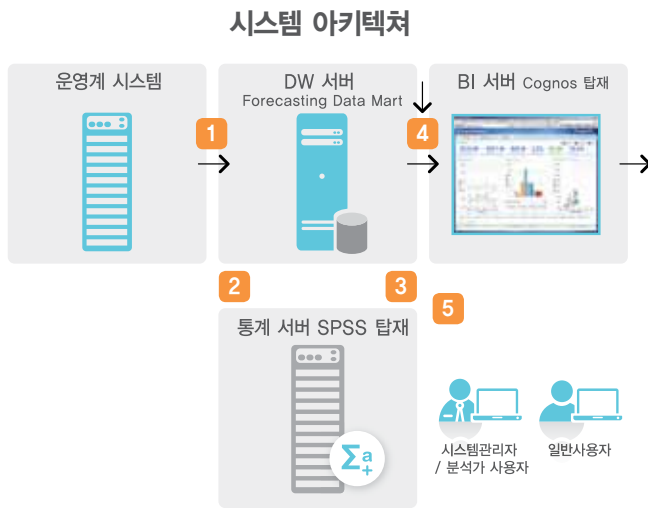 시스템 아키텍쳐
운영계 시스템
DW 서버
Forecasting Data Mart
BI 서버 Cognos 탑재
1
4
2
3
5
통계 서버 SPSS 탑재
Σa
+
시스템관리자
/ 분석가 사용자
일반사용자